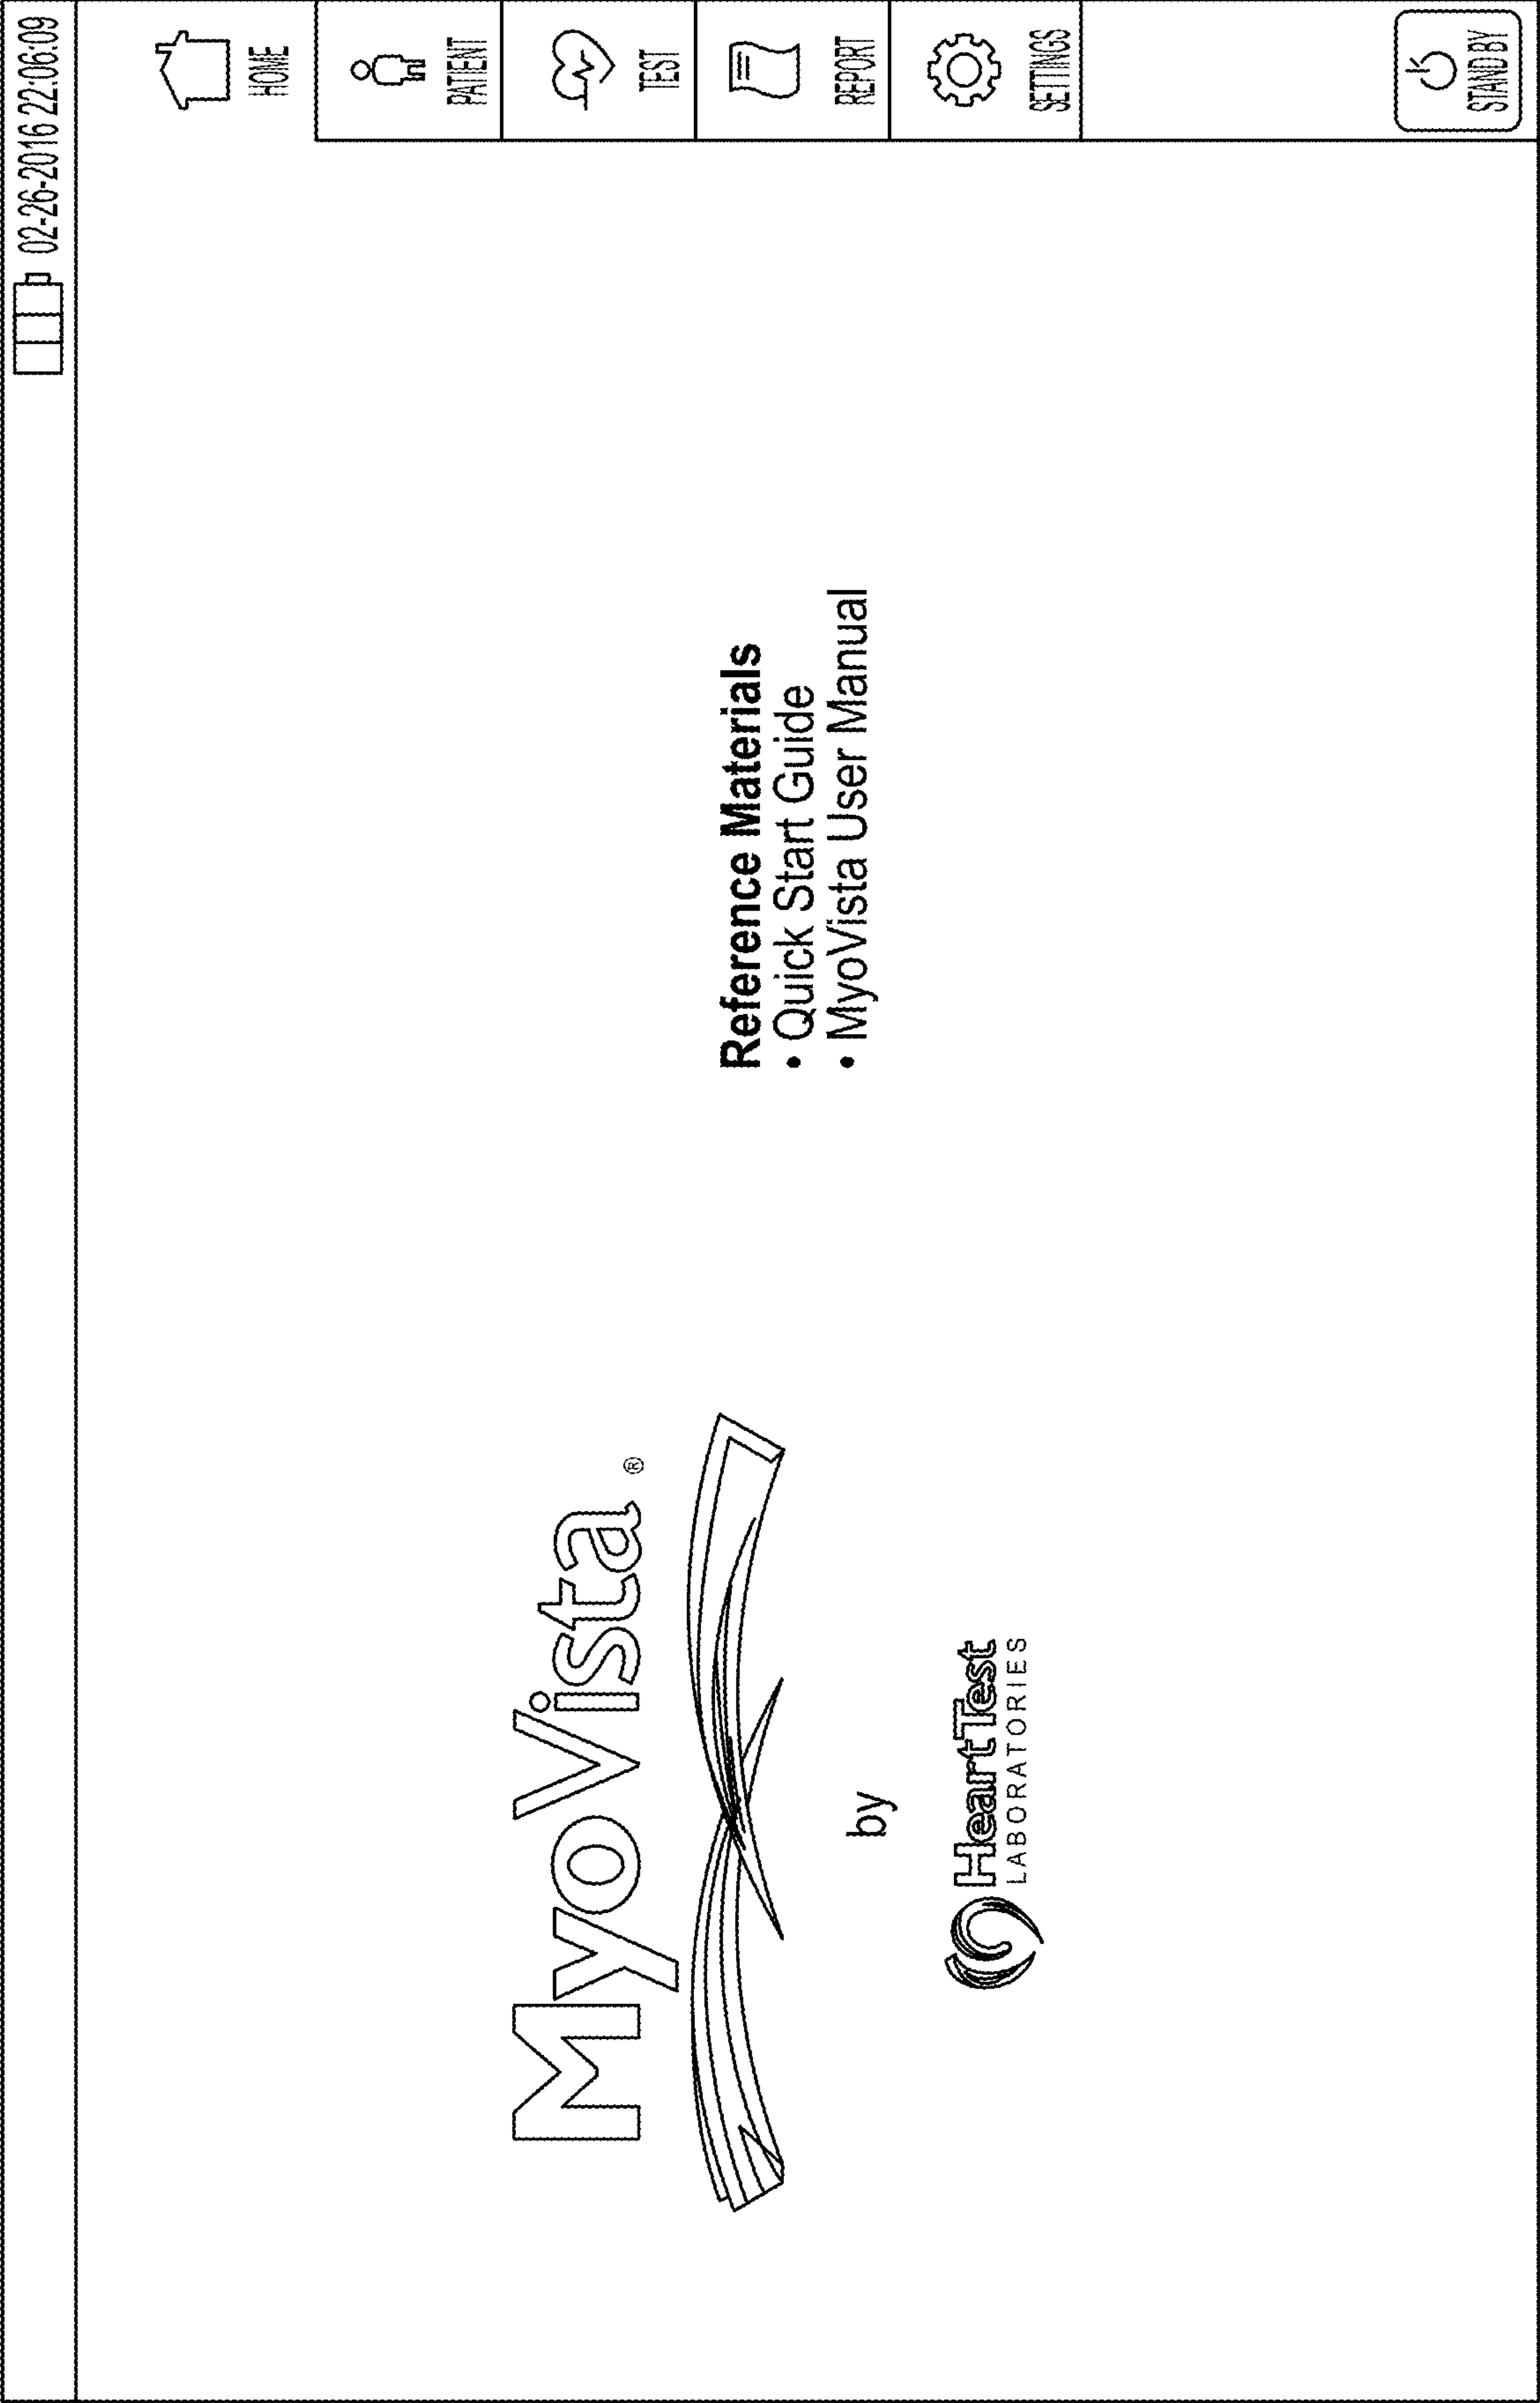 02-26-2016 22:06:09
HOME
PATIENT
TEST
REPORT
SETTINGS
STAND BY
MyoVista ®
by
HeartTest
LABORATORIES
Reference Materials
• Quick Start Guide
• MyoVista User Manual